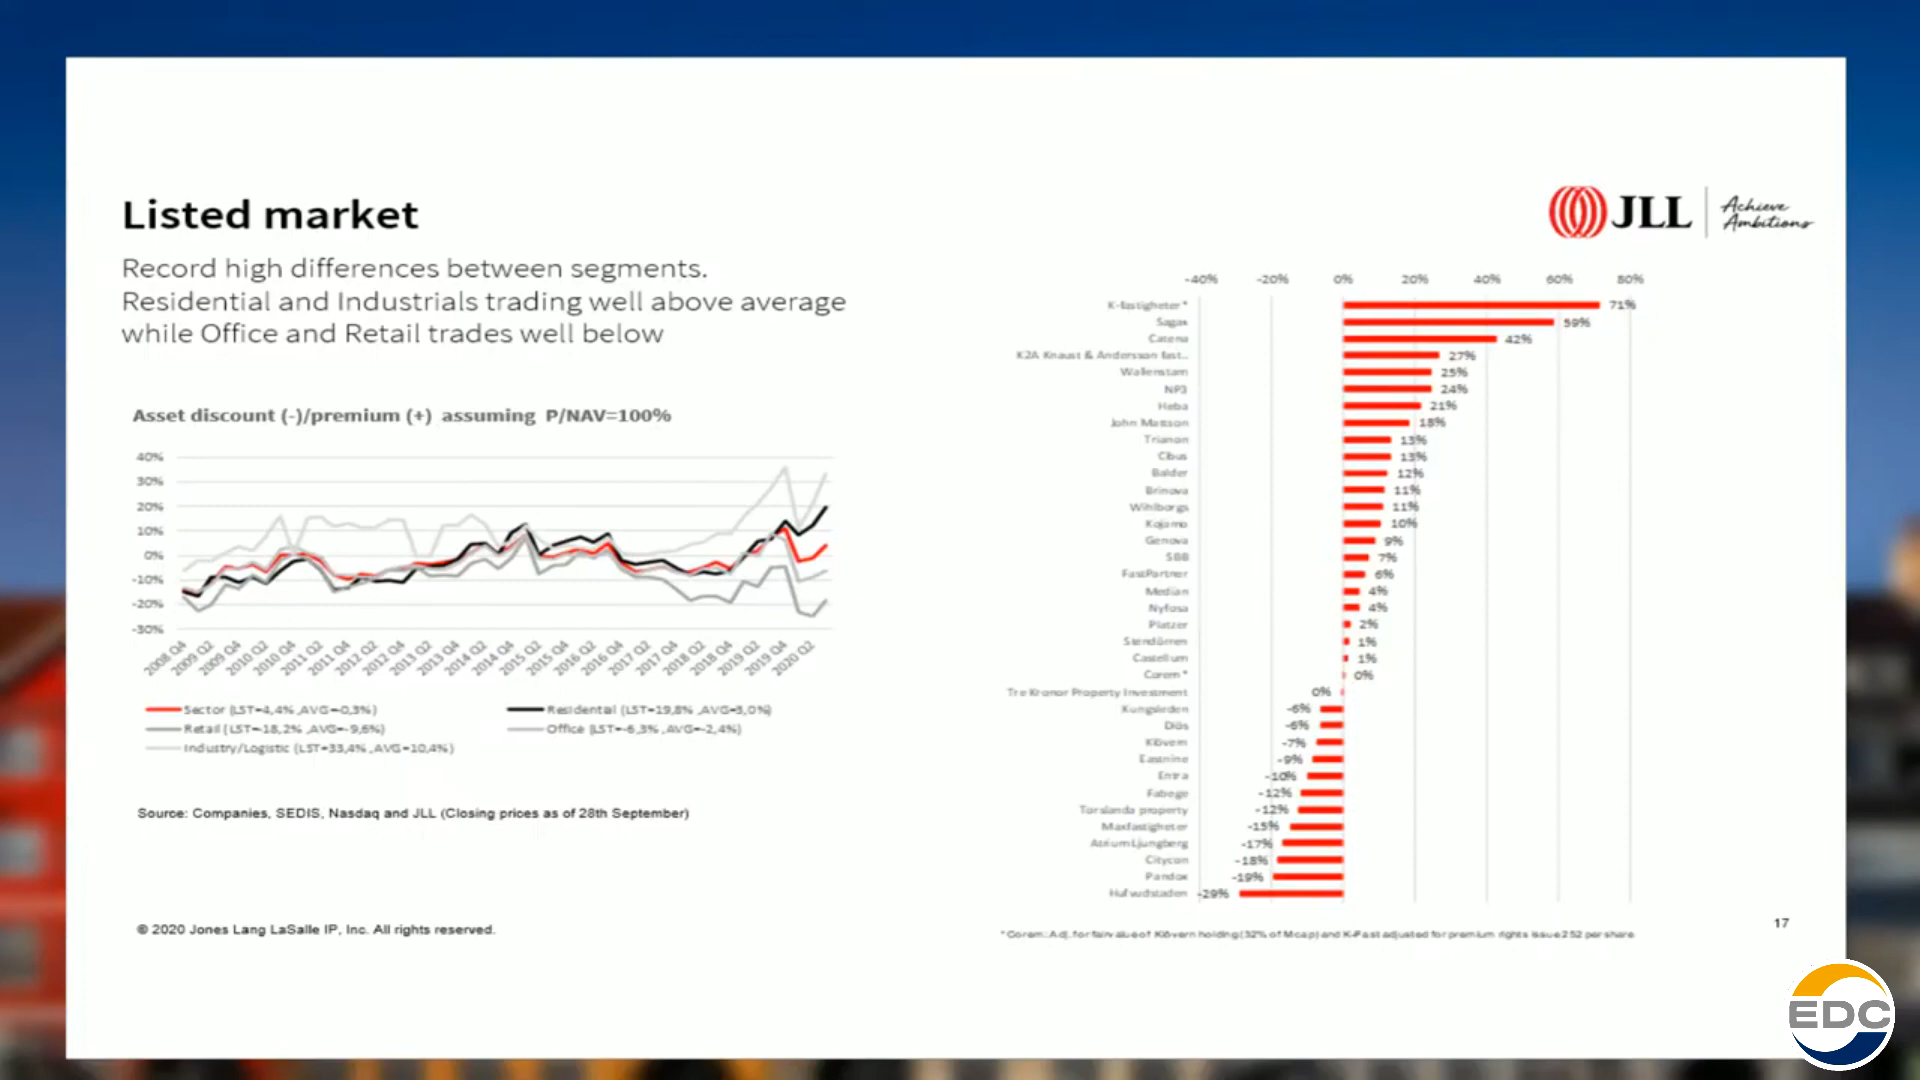 Listed market
Record high differences between segments.
Residential and Industrials trading well above average
while Office and Retail trades well below
JLL
Achieve
Ambitions
Asset discount (-)/premium (+) assuming P/NAV=100%
40%
30%
20%
10%
0%
-10%
-20%
-30%
2008 Q4
2009 Q2
2009 Q4
2010 Q2
2010 Q4
2011 Q2
2011 Q4
2012 Q2
2012 Q4
2013 Q2
2013 Q4
2014 Q2
2014 Q4
2015 Q2
2015 Q4
2016 Q2
2016 Q4
2017 Q2
2017 Q4
2018 Q2
2018 Q4
2019 Q2
2019 Q4
2020 Q2
Sector (LST=4,4% ,AVG=-0,3%)
Residential (LST=19,8% ,AVG=3,0%)
Retail (LST=-18,2% ,AVG=-9,6%)
Office (LST=-6,3% ,AVG=-2,4%)
Industry/Logistic (LST=33,4% ,AVG=10,4%)
Source: Companies, SEDIS, Nasdaq and JLL (Closing prices as of 28th September)
© 2020 Jones Lang LaSalle IP, Inc. All rights reserved.
-40% -20% 0% 20% 40% 60% 80%
K-fastigheter* 71%
Sagax 59%
Catena 42%
K2A Knaust & Andersson fast... 27%
Wallenstam 25%
NP3 24%
Heba 21%
John Mattson 18%
Trianon 13%
Cibus 13%
Balder 12%
Brinova 11%
Wihlborgs 11%
Kojamo 10%
Genova 9%
SBB 7%
FastPartner 6%
Median 4%
Nyfosa 4%
Platzer 2%
Stendörren 1%
Castellum 1%
Corem* 0%
Tre Kronor Property Investment 0%
Kungsleden -6%
Diös -6%
Klövern -7%
Eastnine -9%
Entra -10%
Fabege -12%
Torslanda property -12%
Maxfastigheter -15%
Atrium Ljungberg -17%
Citycon -18%
Pandox -19%
Hufvudstaden -29%
*Corem: Adj. for fair value of Klövern holding (32% of Mcap) and K-Fast adjusted for premium rights issue 252 per share
17
EDC